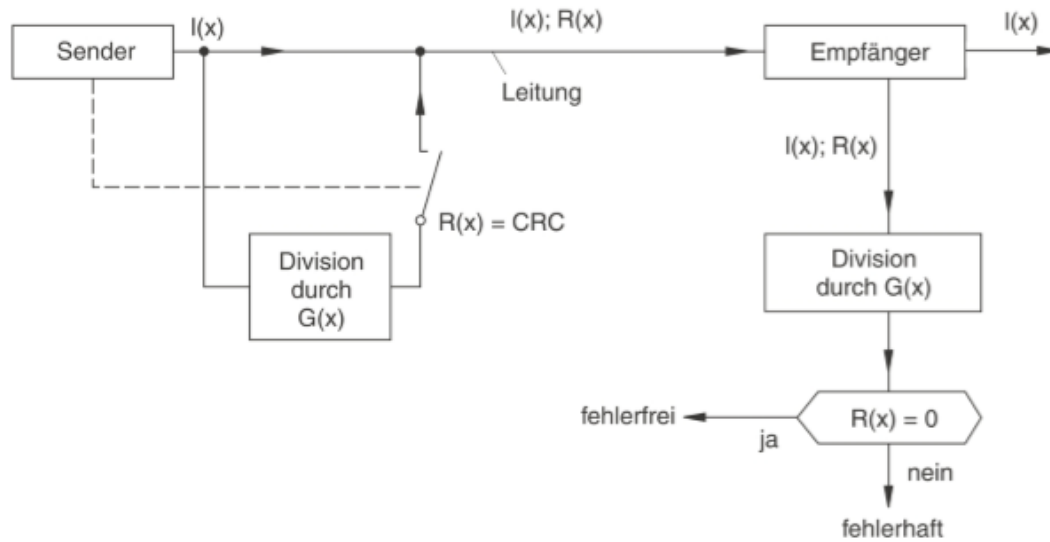 I(x)
I(x); R(x)
I(x)
Sender
Empfänger
Leitung
I(x); R(x)
R(x) = CRC
Division
durch
G(x)
Division
durch G(x)
fehlerfrei
ja
R(x) = 0
nein
fehlerhaft